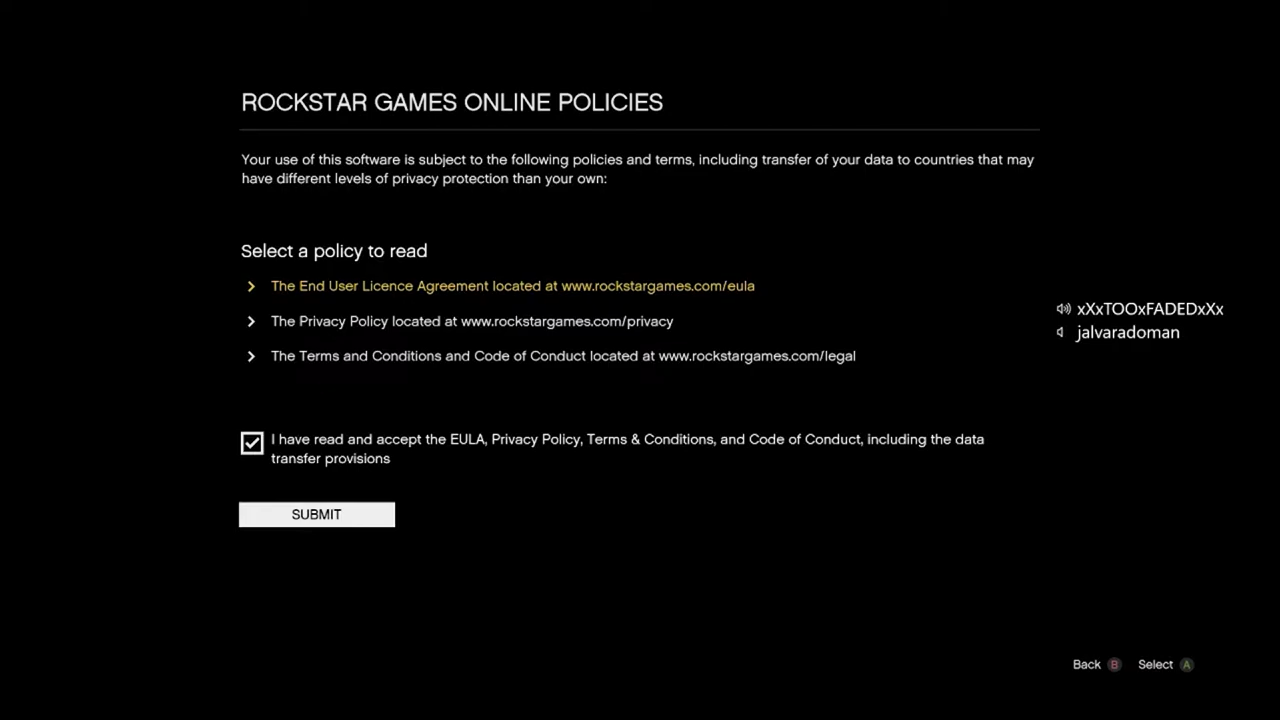 ROCKSTAR GAMES ONLINE POLICIES
Your use of this software is subject to the following policies and terms, including transfer of your data to countries that may
have different levels of privacy protection than your own:
Select a policy to read
The End User Licence Agreement located at www.rockstargames.com/eula
The Privacy Policy located at www.rockstargames.com/privacy
xXxTOOxFADEDxXx
jalvaradoman
The Terms and Conditions and Code of Conduct located at www.rockstargames.com/legal
I have read and accept the EULA, Privacy Policy, Terms & Conditions, and Code of Conduct, including the data
transfer provisions
SUBMIT
Back B Select A